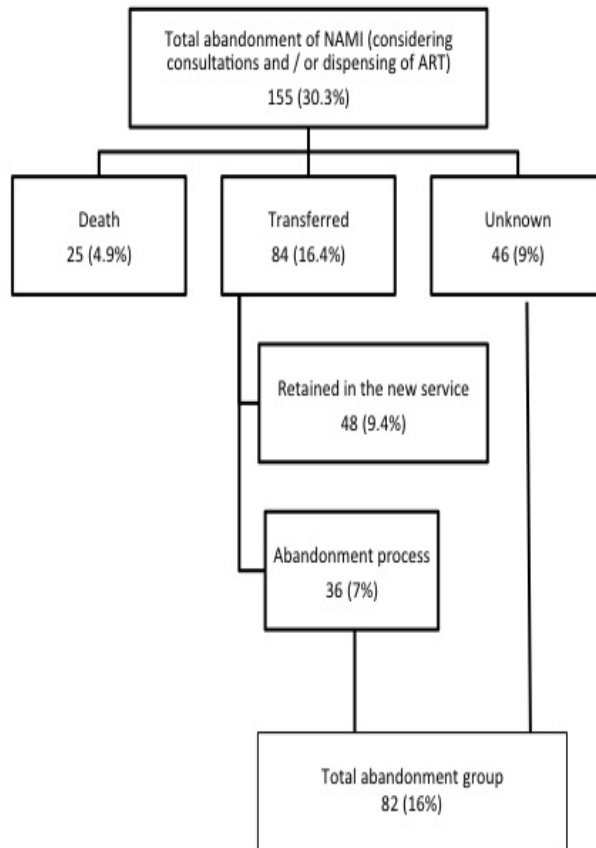 Total abandonment of NAMI (considering
consultations and / or dispensing of ART)
155 (30.3%)
Death
25 (4.9%)
Transferred
84 (16.4%)
Unknown
46 (9%)
Retained in the new service
48 (9.4%)
Abandonment process
36 (7%)
Total abandonment group
82 (16%)